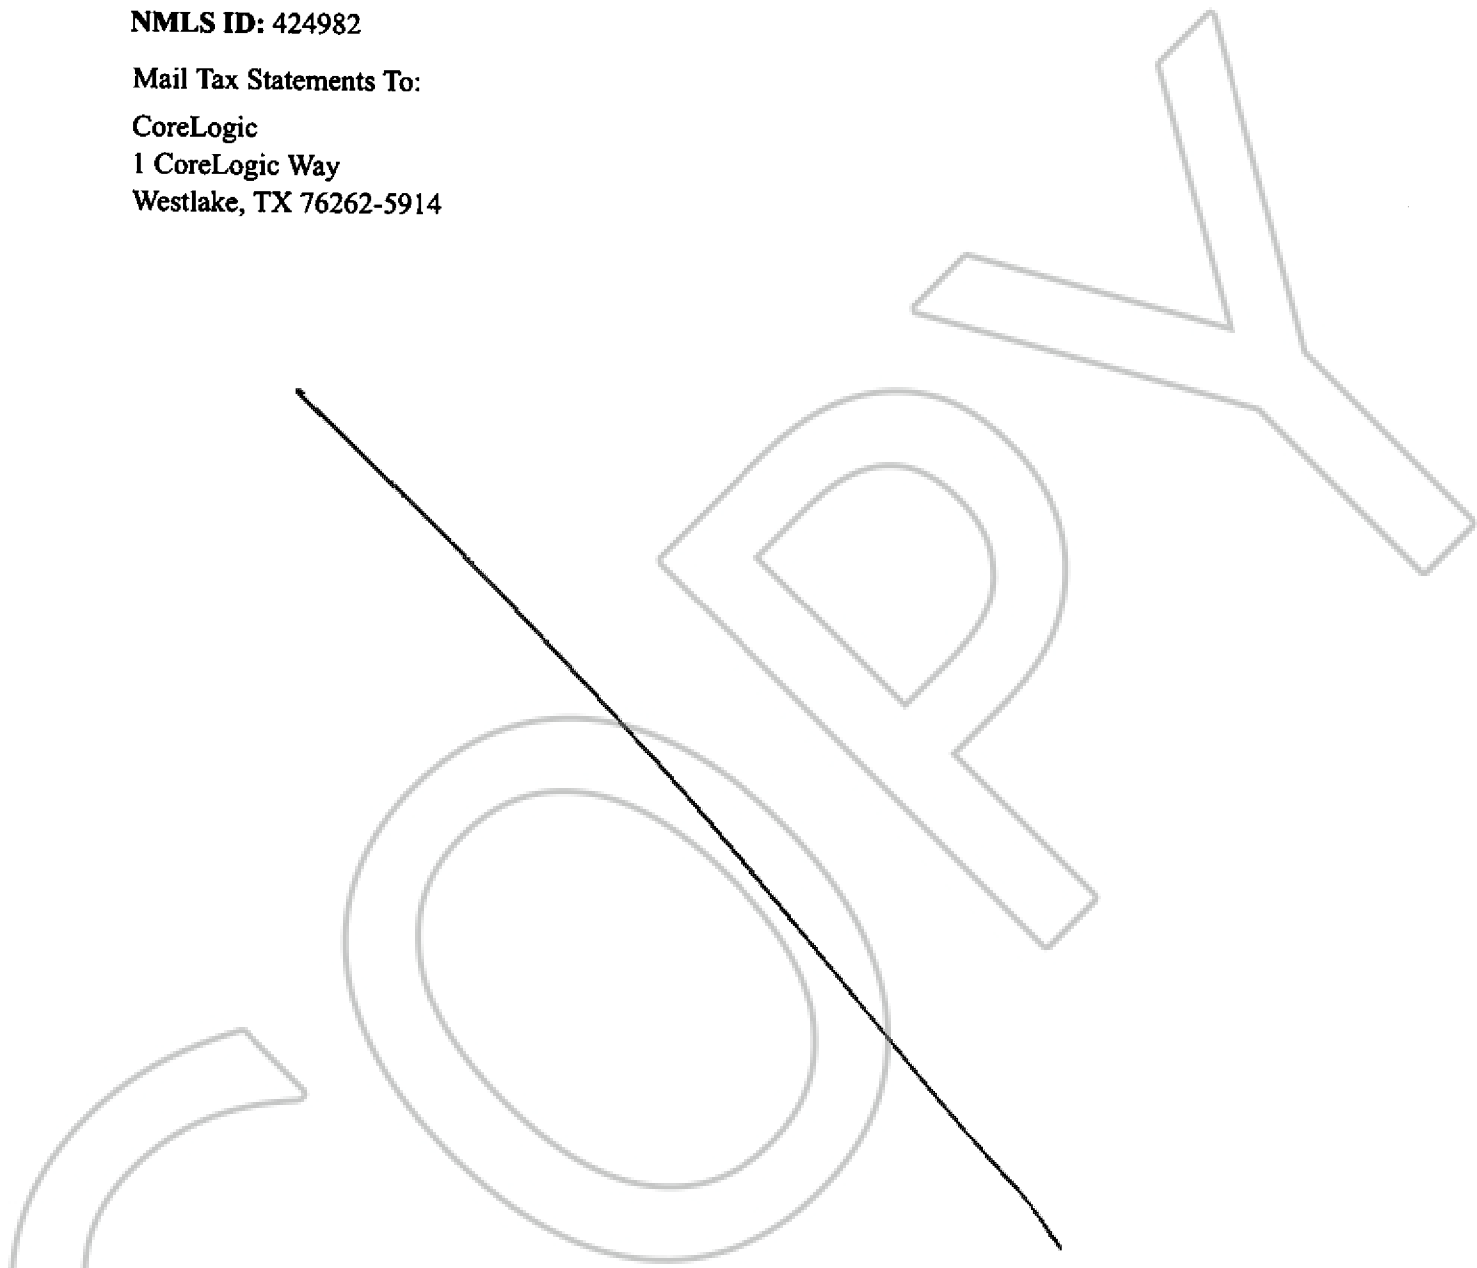 NMLS ID: 424982
Mail Tax Statements To:
CoreLogic
1 CoreLogic Way
Westlake, TX 76262-5914
COPY